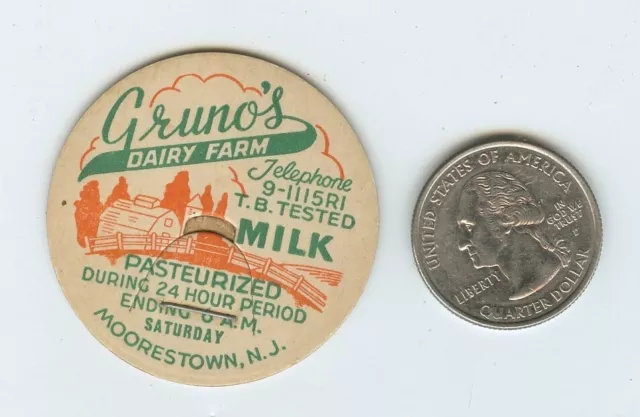 Gruno's
DAIRY FARM
Telephone
9-1115R1
T.B. TESTED
MILK
PASTEURIZED
DURING 24 HOUR PERIOD
ENDING 6 A.M.
SATURDAY
MOORESTOWN, N.J.
UNITED STATES OF AMERICA
IN
GOD WE
TRUST
P
LIBERTY
QUARTER DOLLAR